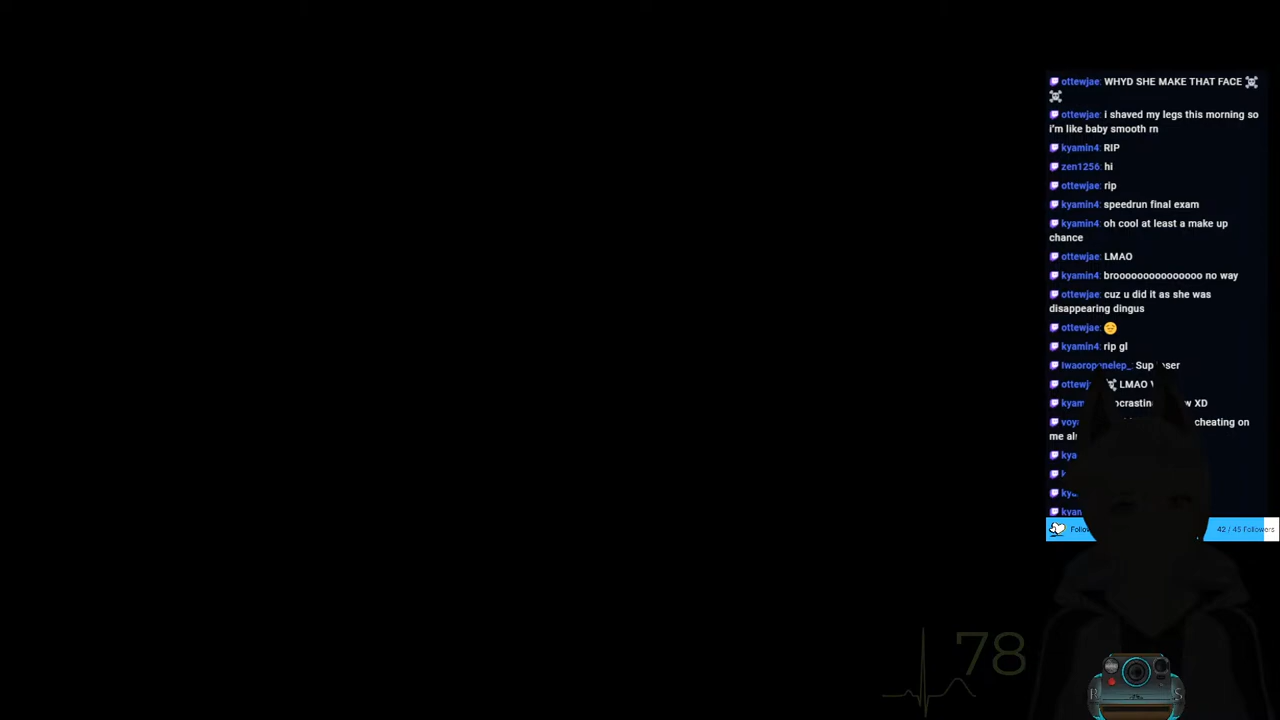 ottewjae: WHYD SHE MAKE THAT FACE ☠️
☠️
ottewjae: i shaved my legs this morning so
i'm like baby smooth rn
kyamin4: RIP
zen1256: hi
ottewjae: rip
kyamin4: speedrun final exam
kyamin4: oh cool at least a make up
chance
ottewjae: LMAO
kyamin4: brooooooooooooooo no way
ottewjae: cuz u did it as she was
disappearing dingus
ottewjae: 😔
kyamin4: rip gl
Sup
☠️ LMAO
XD
cheating on
me
42 / 45 Followers
78